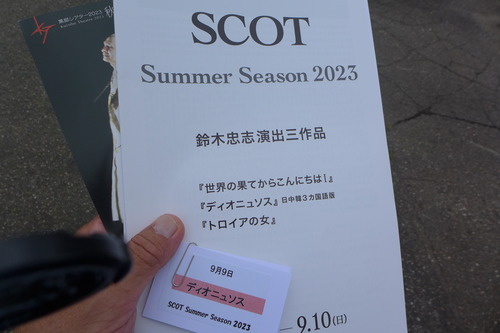 SCOT
Summer Season 2023
鈴木忠志演出三作品
『世界の果てからこんにちは I』
『ディオニュソス』日中韓3カ国語版
『トロイアの女』
9月9日
ディオニュソス
SCOT Summer Season 2023
9.10(日)